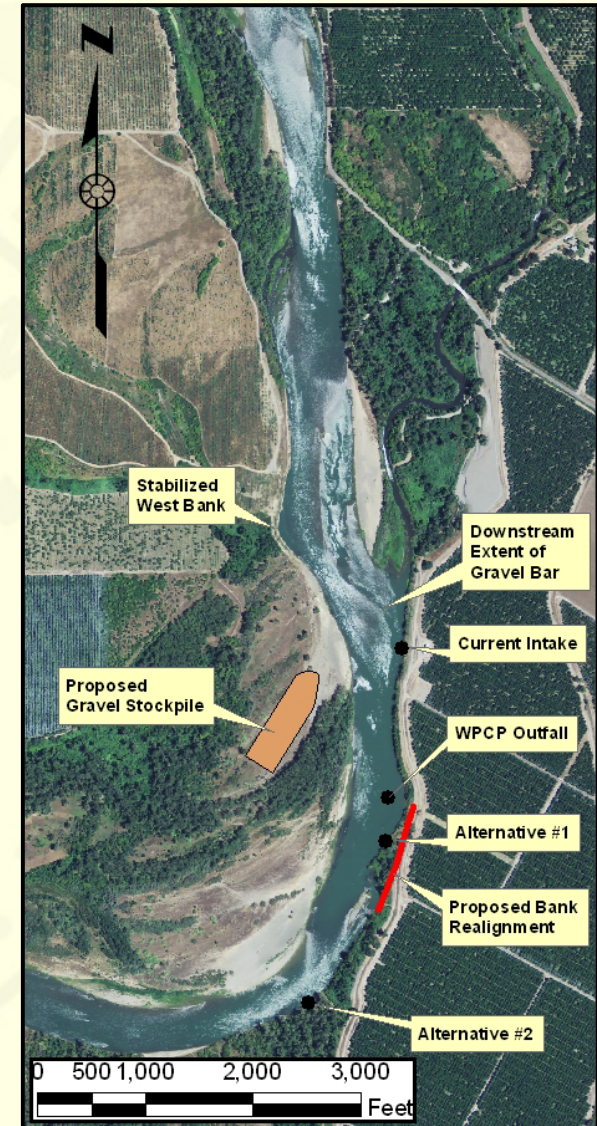 N
Stabilized
West Bank
Downstream
Extent of
Gravel Bar
Current Intake
Proposed
Gravel Stockpile
WPCP Outfall
Alternative #1
Proposed Bank
Realignment
Alternative #2
0 500 1,000 2,000 3,000
Feet